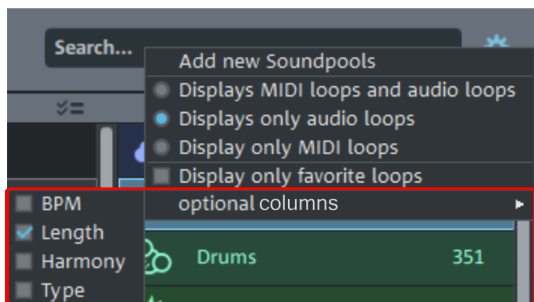 Search...
Add new Soundpools
Displays MIDI loops and audio loops
Displays only audio loops
Display only MIDI loops
Display only favorite loops
optional columns
BPM
Length
Harmony
Type
Drums 351